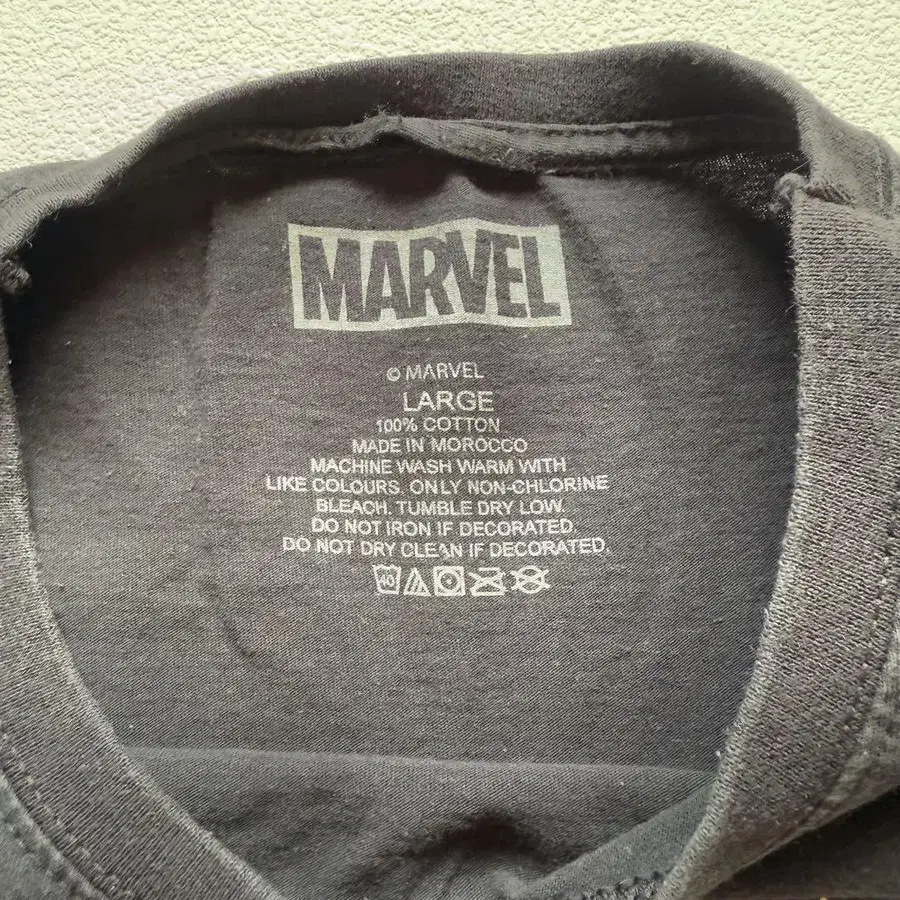 MARVEL
© MARVEL
LARGE
100% COTTON
MADE IN MOROCCO
MACHINE WASH WARM WITH
LIKE COLOURS. ONLY NON-CHLORINE
BLEACH. TUMBLE DRY LOW.
DO NOT IRON IF DECORATED.
DO NOT DRY CLEAN IF DECORATED.
40